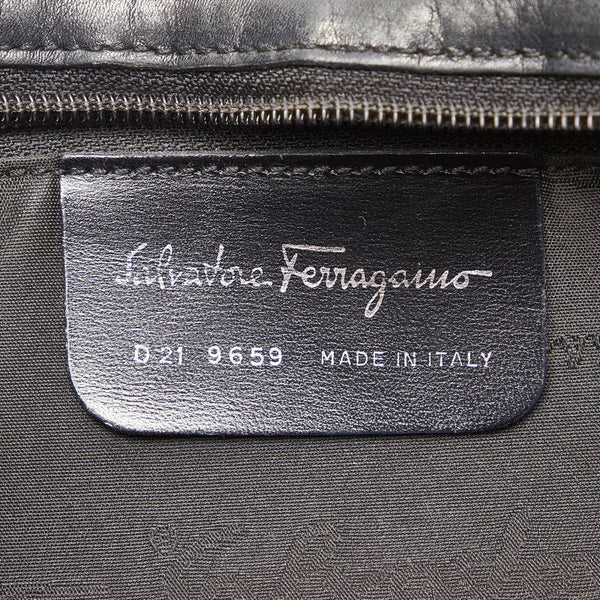 Salvatore Ferragamo
D21 9659 MADE IN ITALY